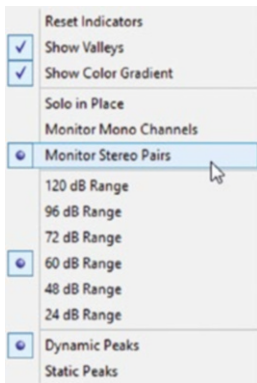 Reset Indicators
Show Valleys
Show Color Gradient
Solo in Place
Monitor Mono Channels
Monitor Stereo Pairs
120 dB Range
96 dB Range
72 dB Range
60 dB Range
48 dB Range
24 dB Range
Dynamic Peaks
Static Peaks